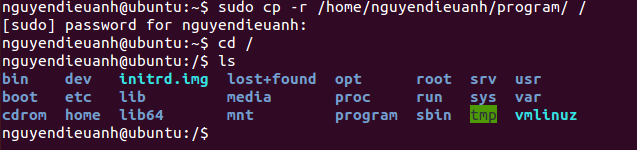 nguyendieuanh@ubuntu:~$ sudo cp -r /home/nguyendieuanh/program/ /
[sudo] password for nguyendieuanh:
nguyendieuanh@ubuntu:~$ cd /
nguyendieuanh@ubuntu:/$ ls
bin dev initrd.img lost+found opt root srv usr
boot etc lib media proc run sys var
cdrom home lib64 mnt program sbin tmp vmlinuz
nguyendieuanh@ubuntu:/$